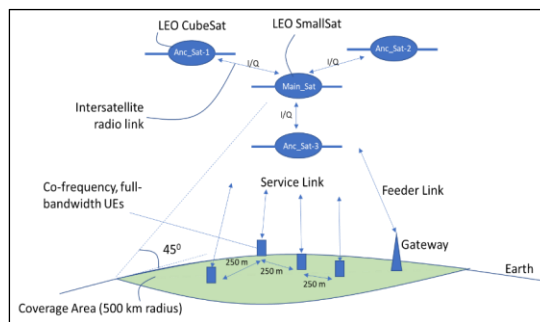 LEO CubeSat
LEO SmallSat
Anc_Sat-1
Anc_Sat-2
I/Q
I/Q
Main_Sat
Intersatellite
radio link
I/Q
Anc_Sat-3
Co-frequency, full-
bandwidth UEs
Service Link
Feeder Link
45⁰
Gateway
250 m
250 m
250 m
Earth
Coverage Area (500 km radius)